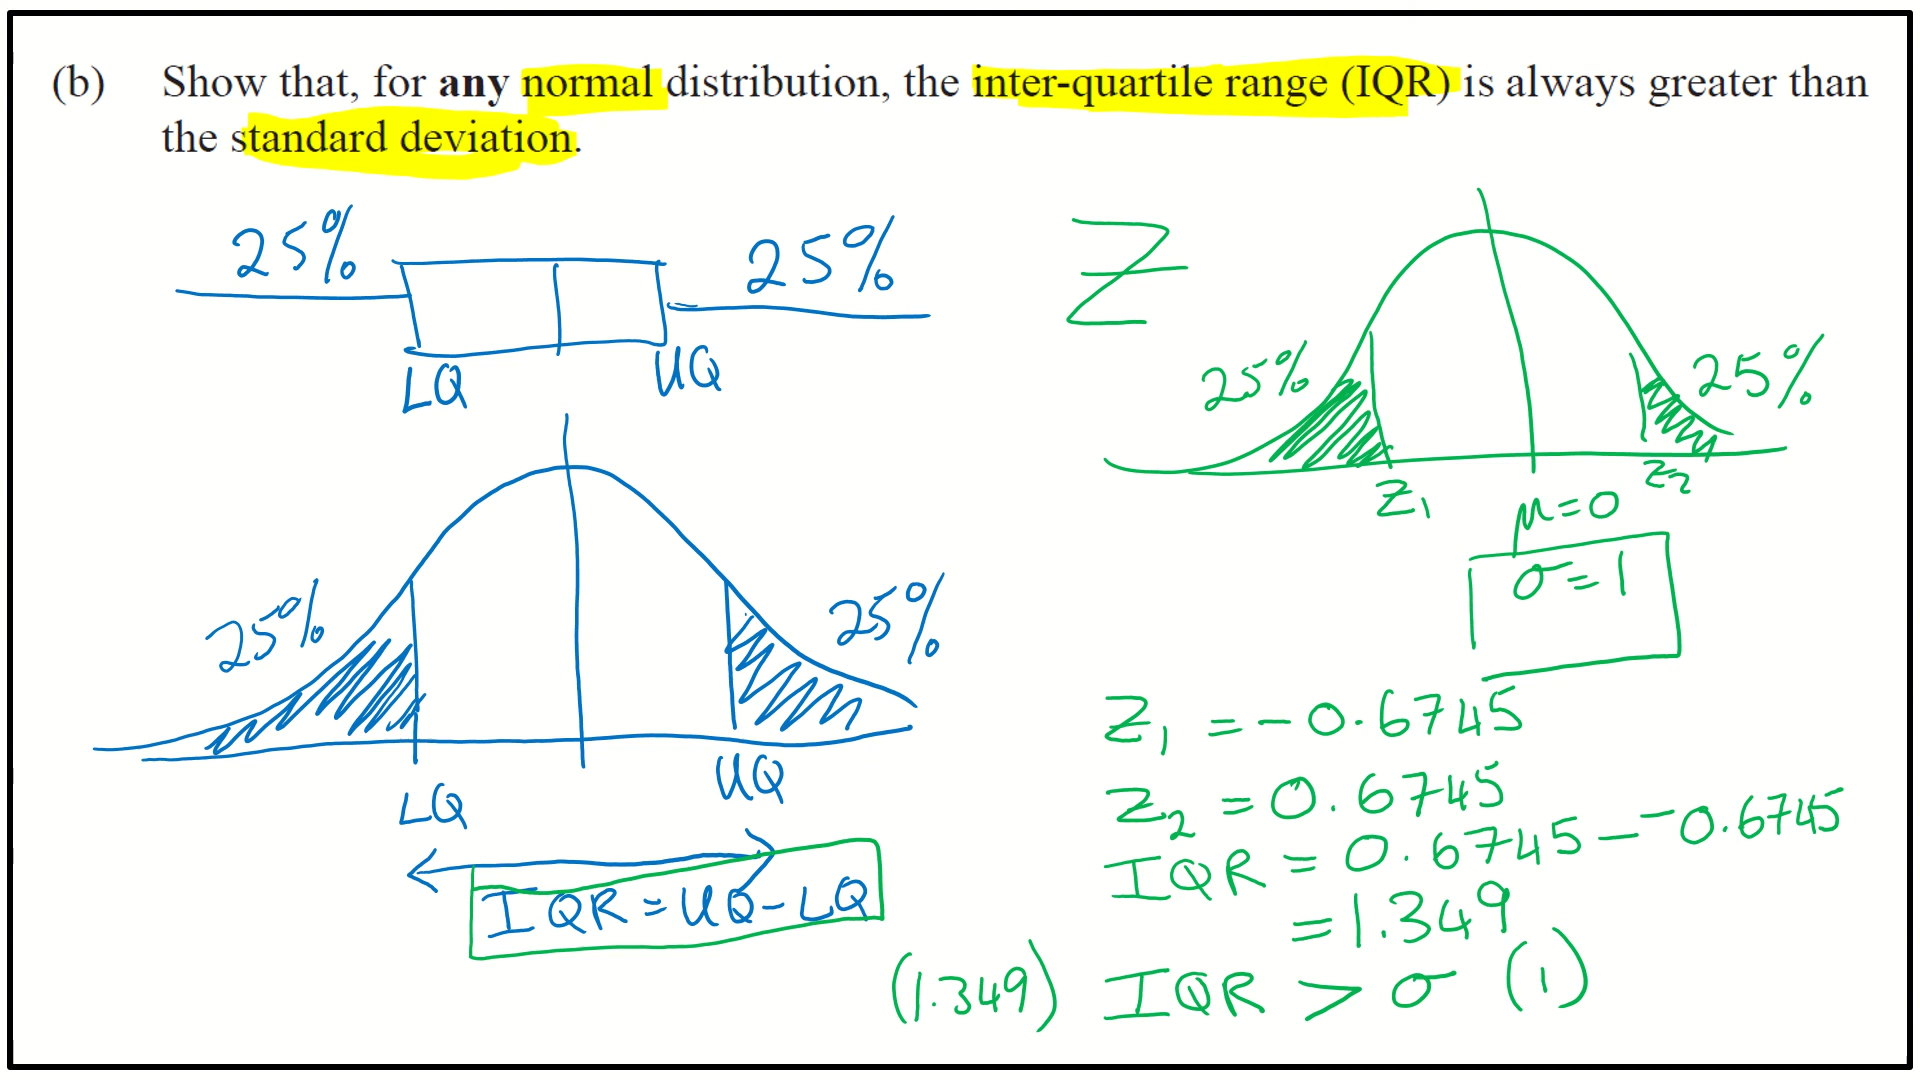 (b) Show that, for any normal distribution, the inter-quartile range (IQR) is always greater than
the standard deviation.
25%
25%
LQ
UQ
25%
25%
LQ
UQ
IQR = UQ - LQ
Z
25%
25%
Z1
Z2
μ=0
σ=1
Z1 = -0.6745
Z2 = 0.6745
IQR = 0.6745 - -0.6745
= 1.349
(1.349) IQR > σ (1)